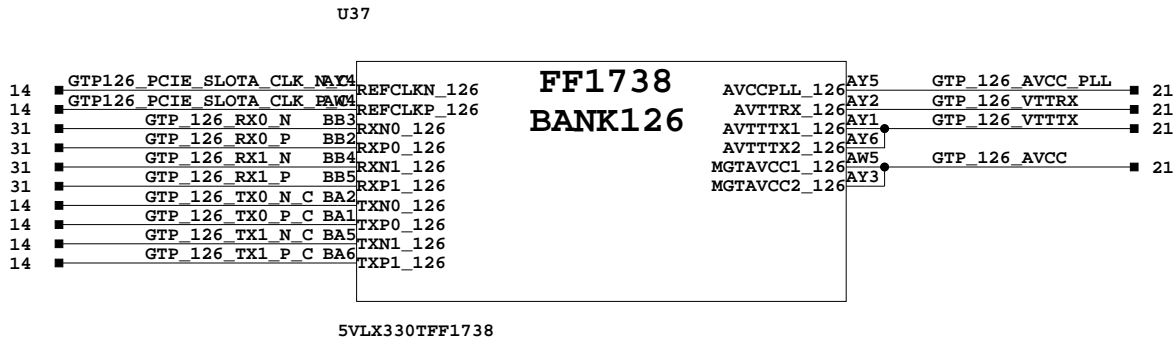 U37
14 GTP126_PCIE_SLOTA_CLK_N_C AY4 REFCLKN_126 FF1738 AVCCPLL_126 AY5 GTP_126_AVCC_PLL 21
14 GTP126_PCIE_SLOTA_CLK_P_C AW4 REFCLKP_126 AVTTRX_126 AY2 GTP_126_VTTRX 21
31 GTP_126_RX0_N BB3 RXN0_126 BANK126 AVTTTX1_126 AY1 GTP_126_VTTTX 21
31 GTP_126_RX0_P BB2 RXP0_126 AVTTTX2_126 AY6
31 GTP_126_RX1_N BB4 RXN1_126 MGTAVCC1_126 AW5 GTP_126_AVCC 21
31 GTP_126_RX1_P BB5 RXP1_126 MGTAVCC2_126 AY3
14 GTP_126_TX0_N_C BA2 TXN0_126
14 GTP_126_TX0_P_C BA1 TXP0_126
14 GTP_126_TX1_N_C BA5 TXN1_126
14 GTP_126_TX1_P_C BA6 TXP1_126
5VLX330TFF1738